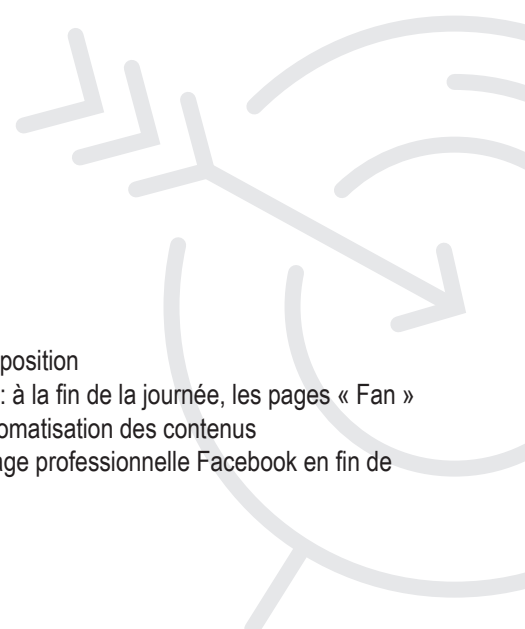 position
: à la fin de la journée, les pages « Fan »
omatisation des contenus
age professionnelle Facebook en fin de